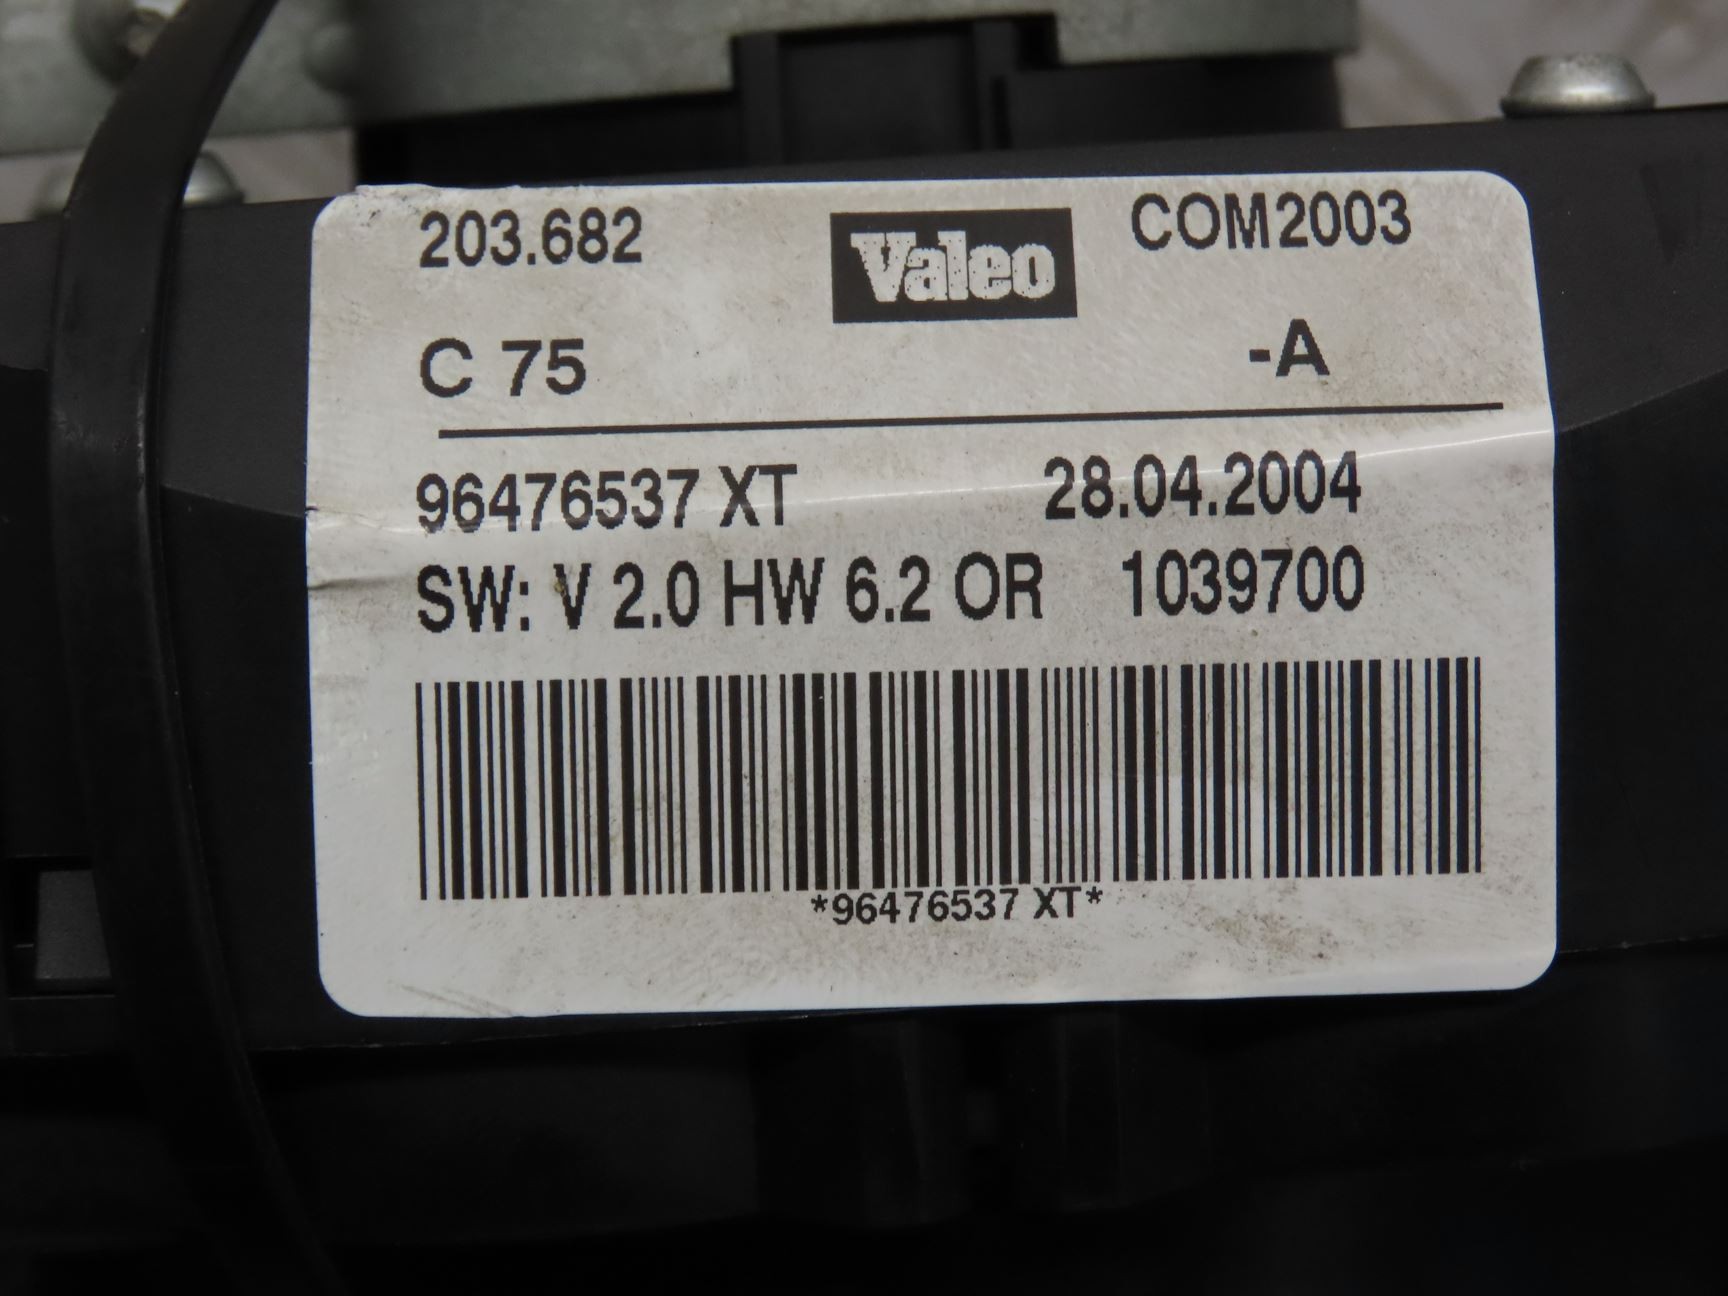 203.682 Valeo COM2003
C 75 -A
96476537 XT 28.04.2004
SW: V 2.0 HW 6.2 OR 1039700
*96476537 XT*